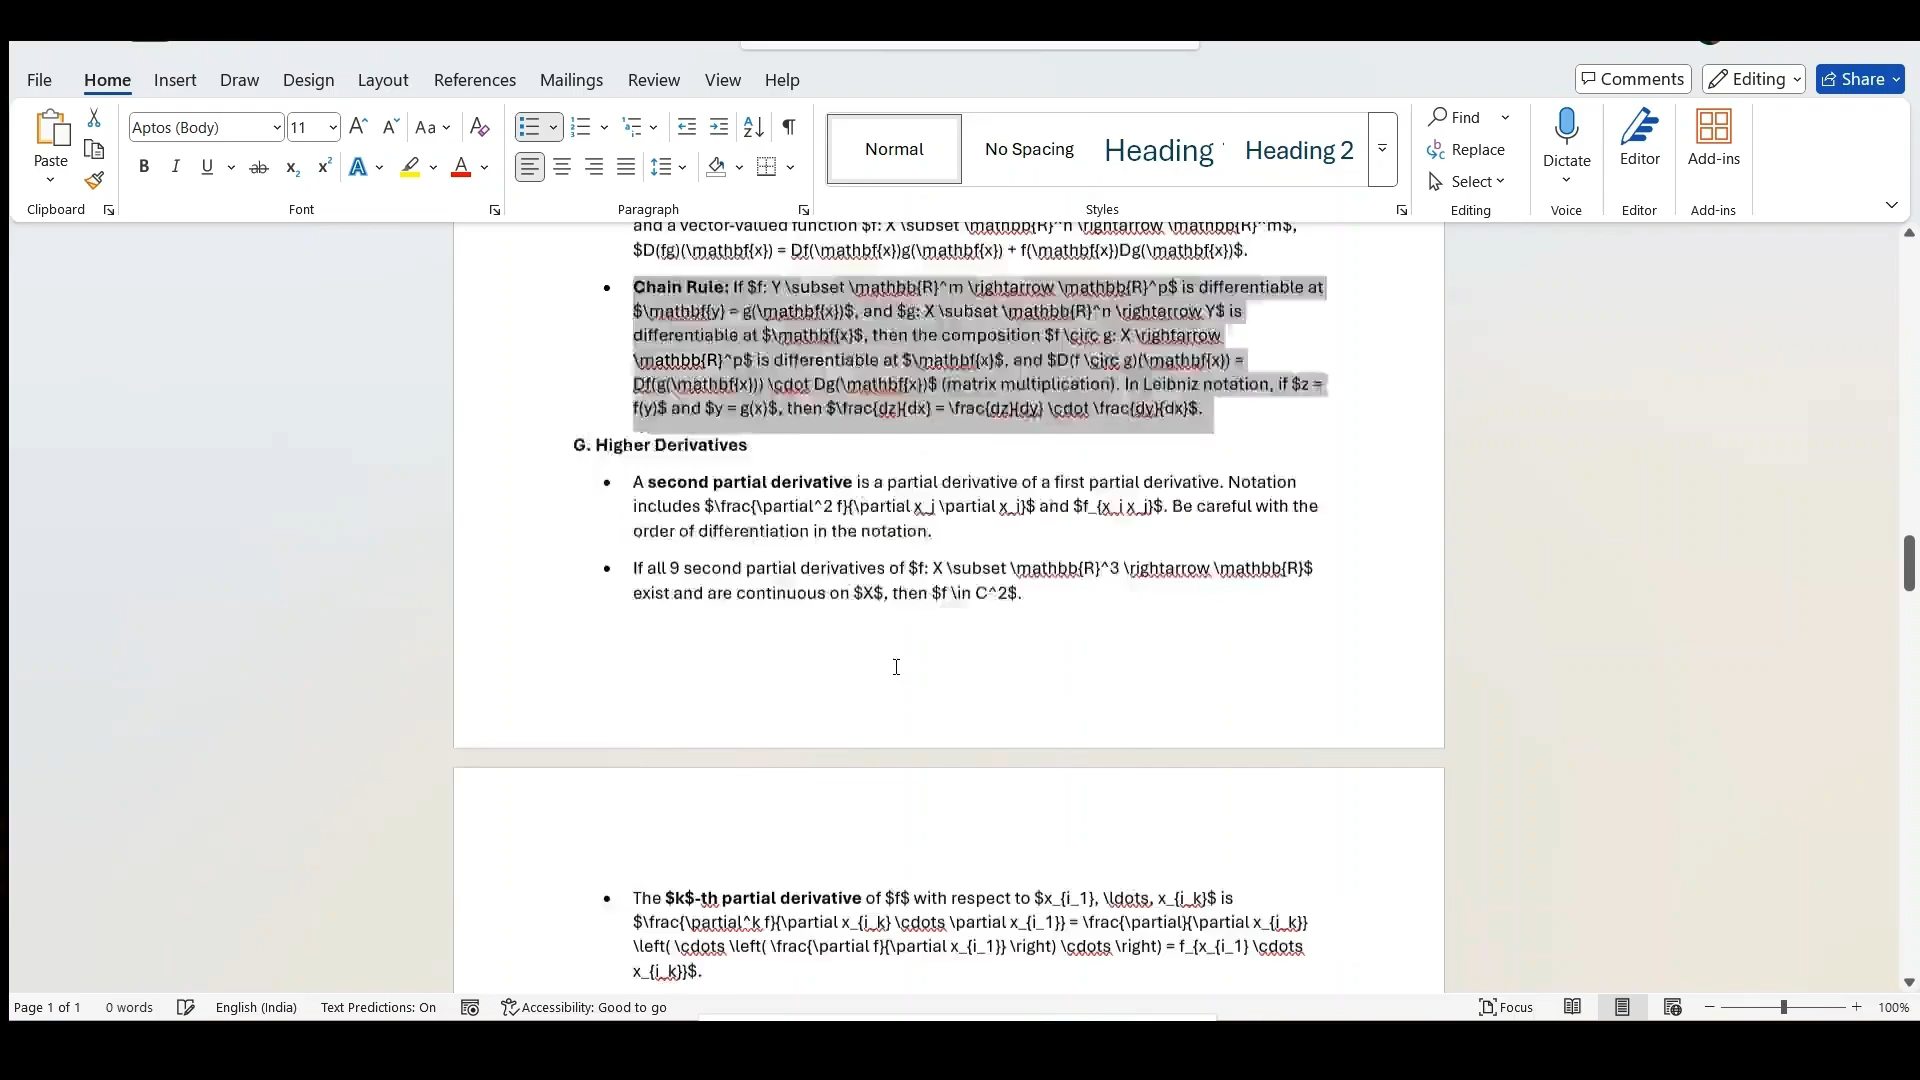 File Home Insert Draw Design Layout References Mailings Review View Help Comments Editing Share
Aptos (Body) 11 Aa Normal No Spacing Heading Heading 2 Find Replace Select
Paste Dictate Editor Add-ins
B I U ab x₂ x² A A
Clipboard Font Paragraph Styles Editing Voice Editor Add-ins
and a vector-valued function $f: X \subset \mathbb{R}^n \rightarrow \mathbb{R}^m$,
$D(fg)(\mathbf{x}) = Df(\mathbf{x})g(\mathbf{x}) + f(\mathbf{x})Dg(\mathbf{x})$.
• Chain Rule: If $f: Y \subset \mathbb{R}^m \rightarrow \mathbb{R}^p$ is differentiable at
$\mathbf{y} = g(\mathbf{x})$, and $g: X \subset \mathbb{R}^n \rightarrow Y$ is
differentiable at $\mathbf{x}$, then the composition $f \circ g: X \rightarrow
\mathbb{R}^p$ is differentiable at $\mathbf{x}$, and $D(f \circ g)(\mathbf{x}) =
Df(g(\mathbf{x})) \cdot Dg(\mathbf{x})$ (matrix multiplication). In Leibniz notation, if $z =
f(y)$ and $y = g(x)$, then $\frac{dz}{dx} = \frac{dz}{dy} \cdot \frac{dy}{dx}$.
G. Higher Derivatives
• A second partial derivative is a partial derivative of a first partial derivative. Notation
includes $\frac{\partial^2 f}{\partial x_j \partial x_i}$ and $f_{x_i x_j}$. Be careful with the
order of differentiation in the notation.
• If all 9 second partial derivatives of $f: X \subset \mathbb{R}^3 \rightarrow \mathbb{R}$
exist and are continuous on $X$, then $f \in C^2$.
• The $k$-th partial derivative of $f$ with respect to $x_{i_1}, \ldots, x_{i_k}$ is
$\frac{\partial^k f}{\partial x_{i_k} \cdots \partial x_{i_1}} = \frac{\partial}{\partial x_{i_k}}
\left( \cdots \left( \frac{\partial f}{\partial x_{i_1}} \right) \cdots \right) = f_{x_{i_1} \cdots
x_{i_k}}$.
Page 1 of 1 0 words English (India) Text Predictions: On Accessibility: Good to go Focus 100%